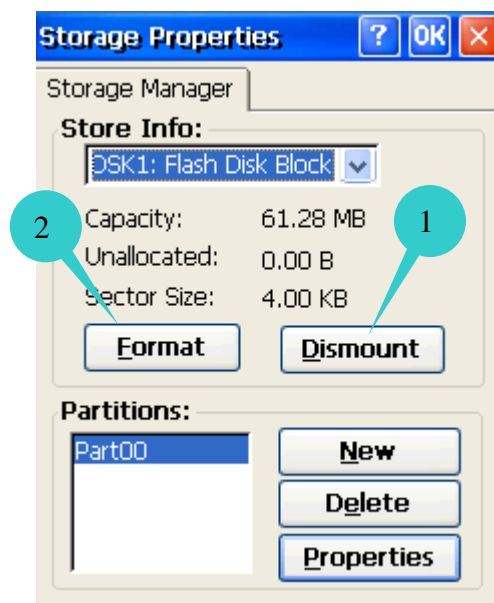 Storage Properties ? OK ×
Storage Manager
Store Info:
DSK1: Flash Disk Block
Capacity: 61.28 MB
2 1
Unallocated: 0.00 B
Sector Size: 4.00 KB
Format Dismount
Partitions:
Part00 New
Delete
Properties